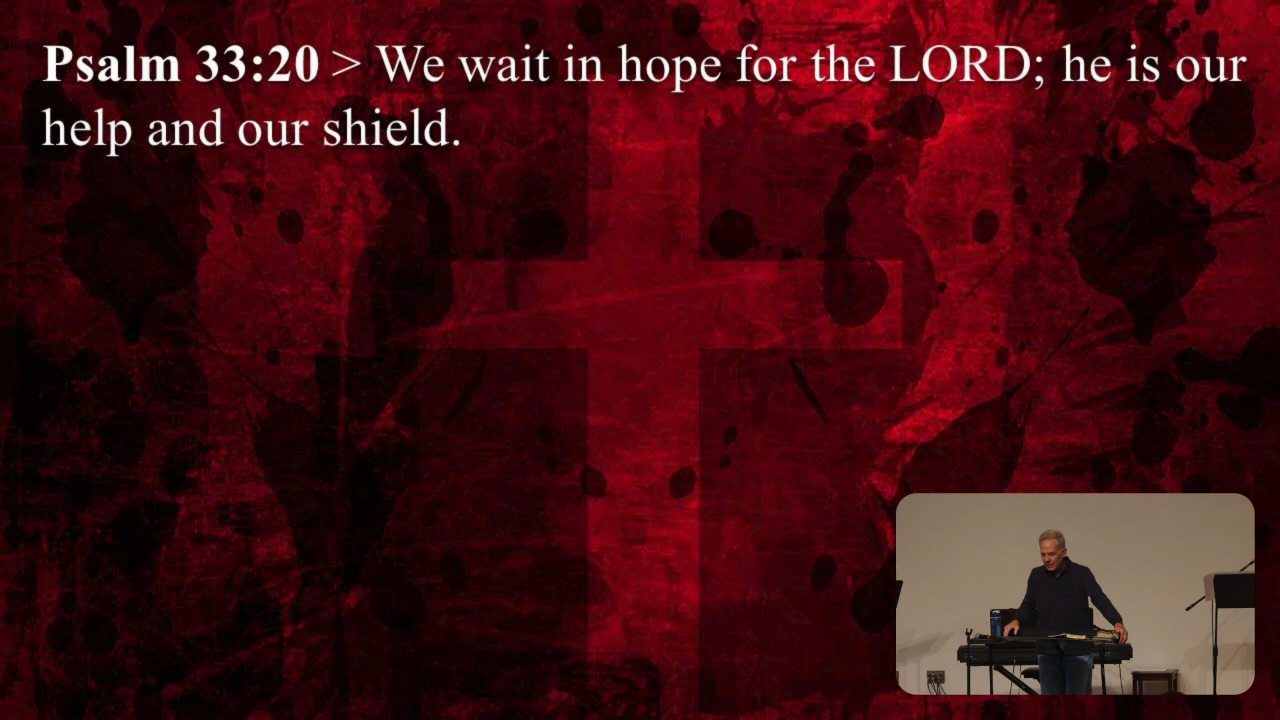 Psalm 33:20 > We wait in hope for the LORD; he is our
help and our shield.